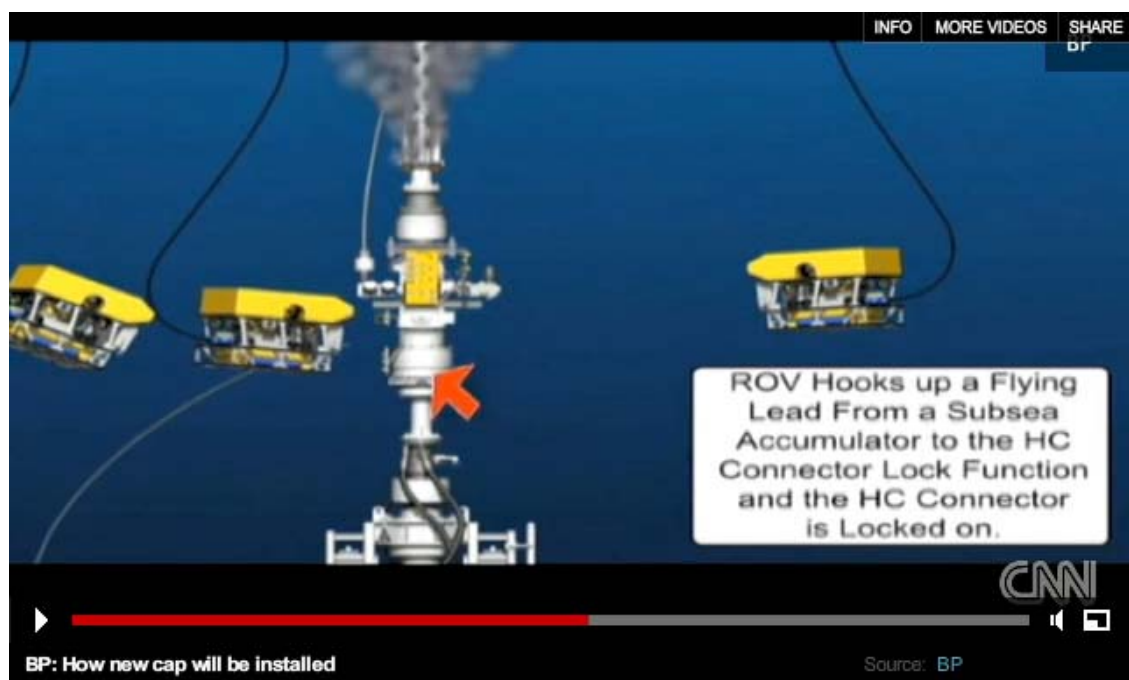 INFO MORE VIDEOS SHARE
BP
ROV Hooks up a Flying
Lead From a Subsea
Accumulator to the HC
Connector Lock Function
and the HC Connector
is Locked on.
CNN
BP: How new cap will be installed
Source: BP